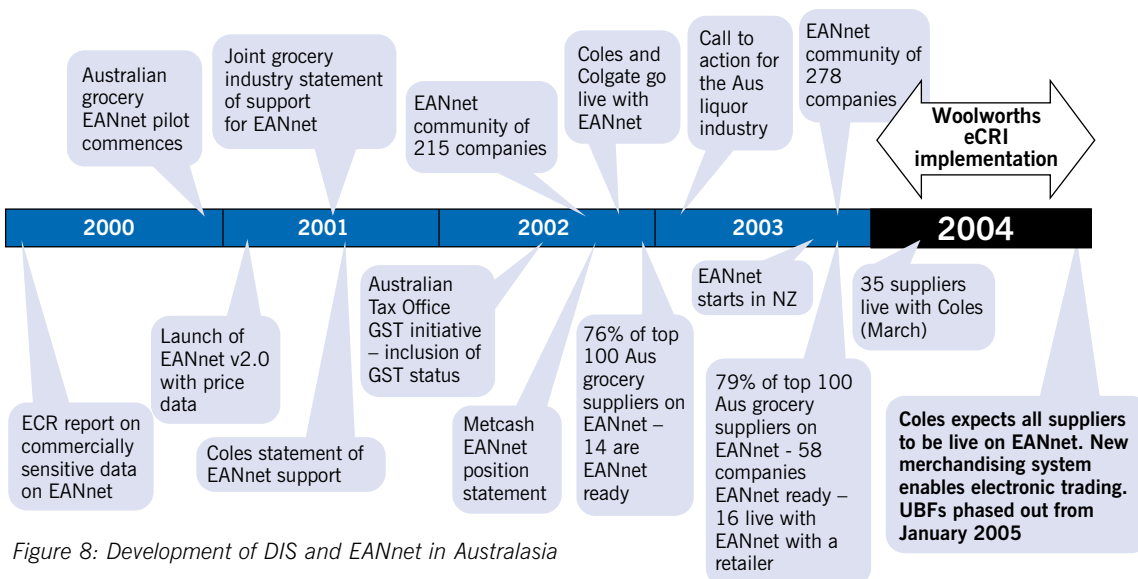 Australian
grocery
EANnet pilot
commences
Joint grocery
industry statement
of support
for EANnet
EANnet
community of
215 companies
Coles and
Colgate go
live with
EANnet
Call to
action for
the Aus
liquor
industry
EANnet
community of
278
companies
Woolworths
eCRI
implementation
2000
2001
2002
2003
2004
ECR report on
commercially
sensitive data
on EANnet
Launch of
EANnet v2.0
with price
data
Coles statement of
EANnet support
Australian
Tax Office
GST initiative
– inclusion of
GST status
Metcash
EANnet
position
statement
76% of top
100 Aus
grocery
suppliers on
EANnet –
14 are
EANnet
ready
EANnet
starts in NZ
79% of top 100
Aus grocery
suppliers on
EANnet - 58
companies
EANnet ready –
16 live with
EANnet with a
retailer
35 suppliers
live with Coles
(March)
Coles expects all suppliers
to be live on EANnet. New
merchandising system
enables electronic trading.
UBFs phased out from
January 2005
Figure 8: Development of DIS and EANnet in Australasia